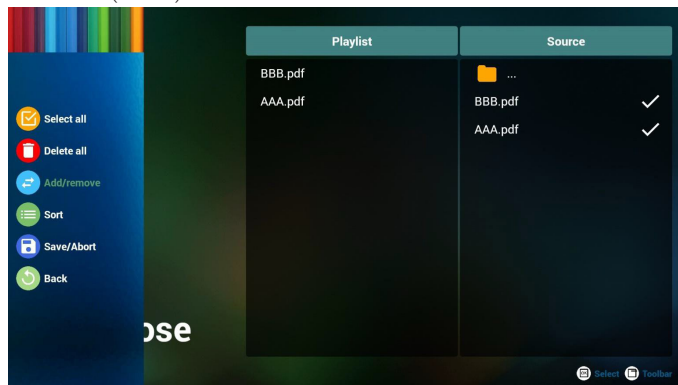 Playlist
Source
BBB.pdf
AAA.pdf
...
BBB.pdf
AAA.pdf
Select all
Delete all
Add/remove
Sort
Save/Abort
Back
ose
Select
Toolbar